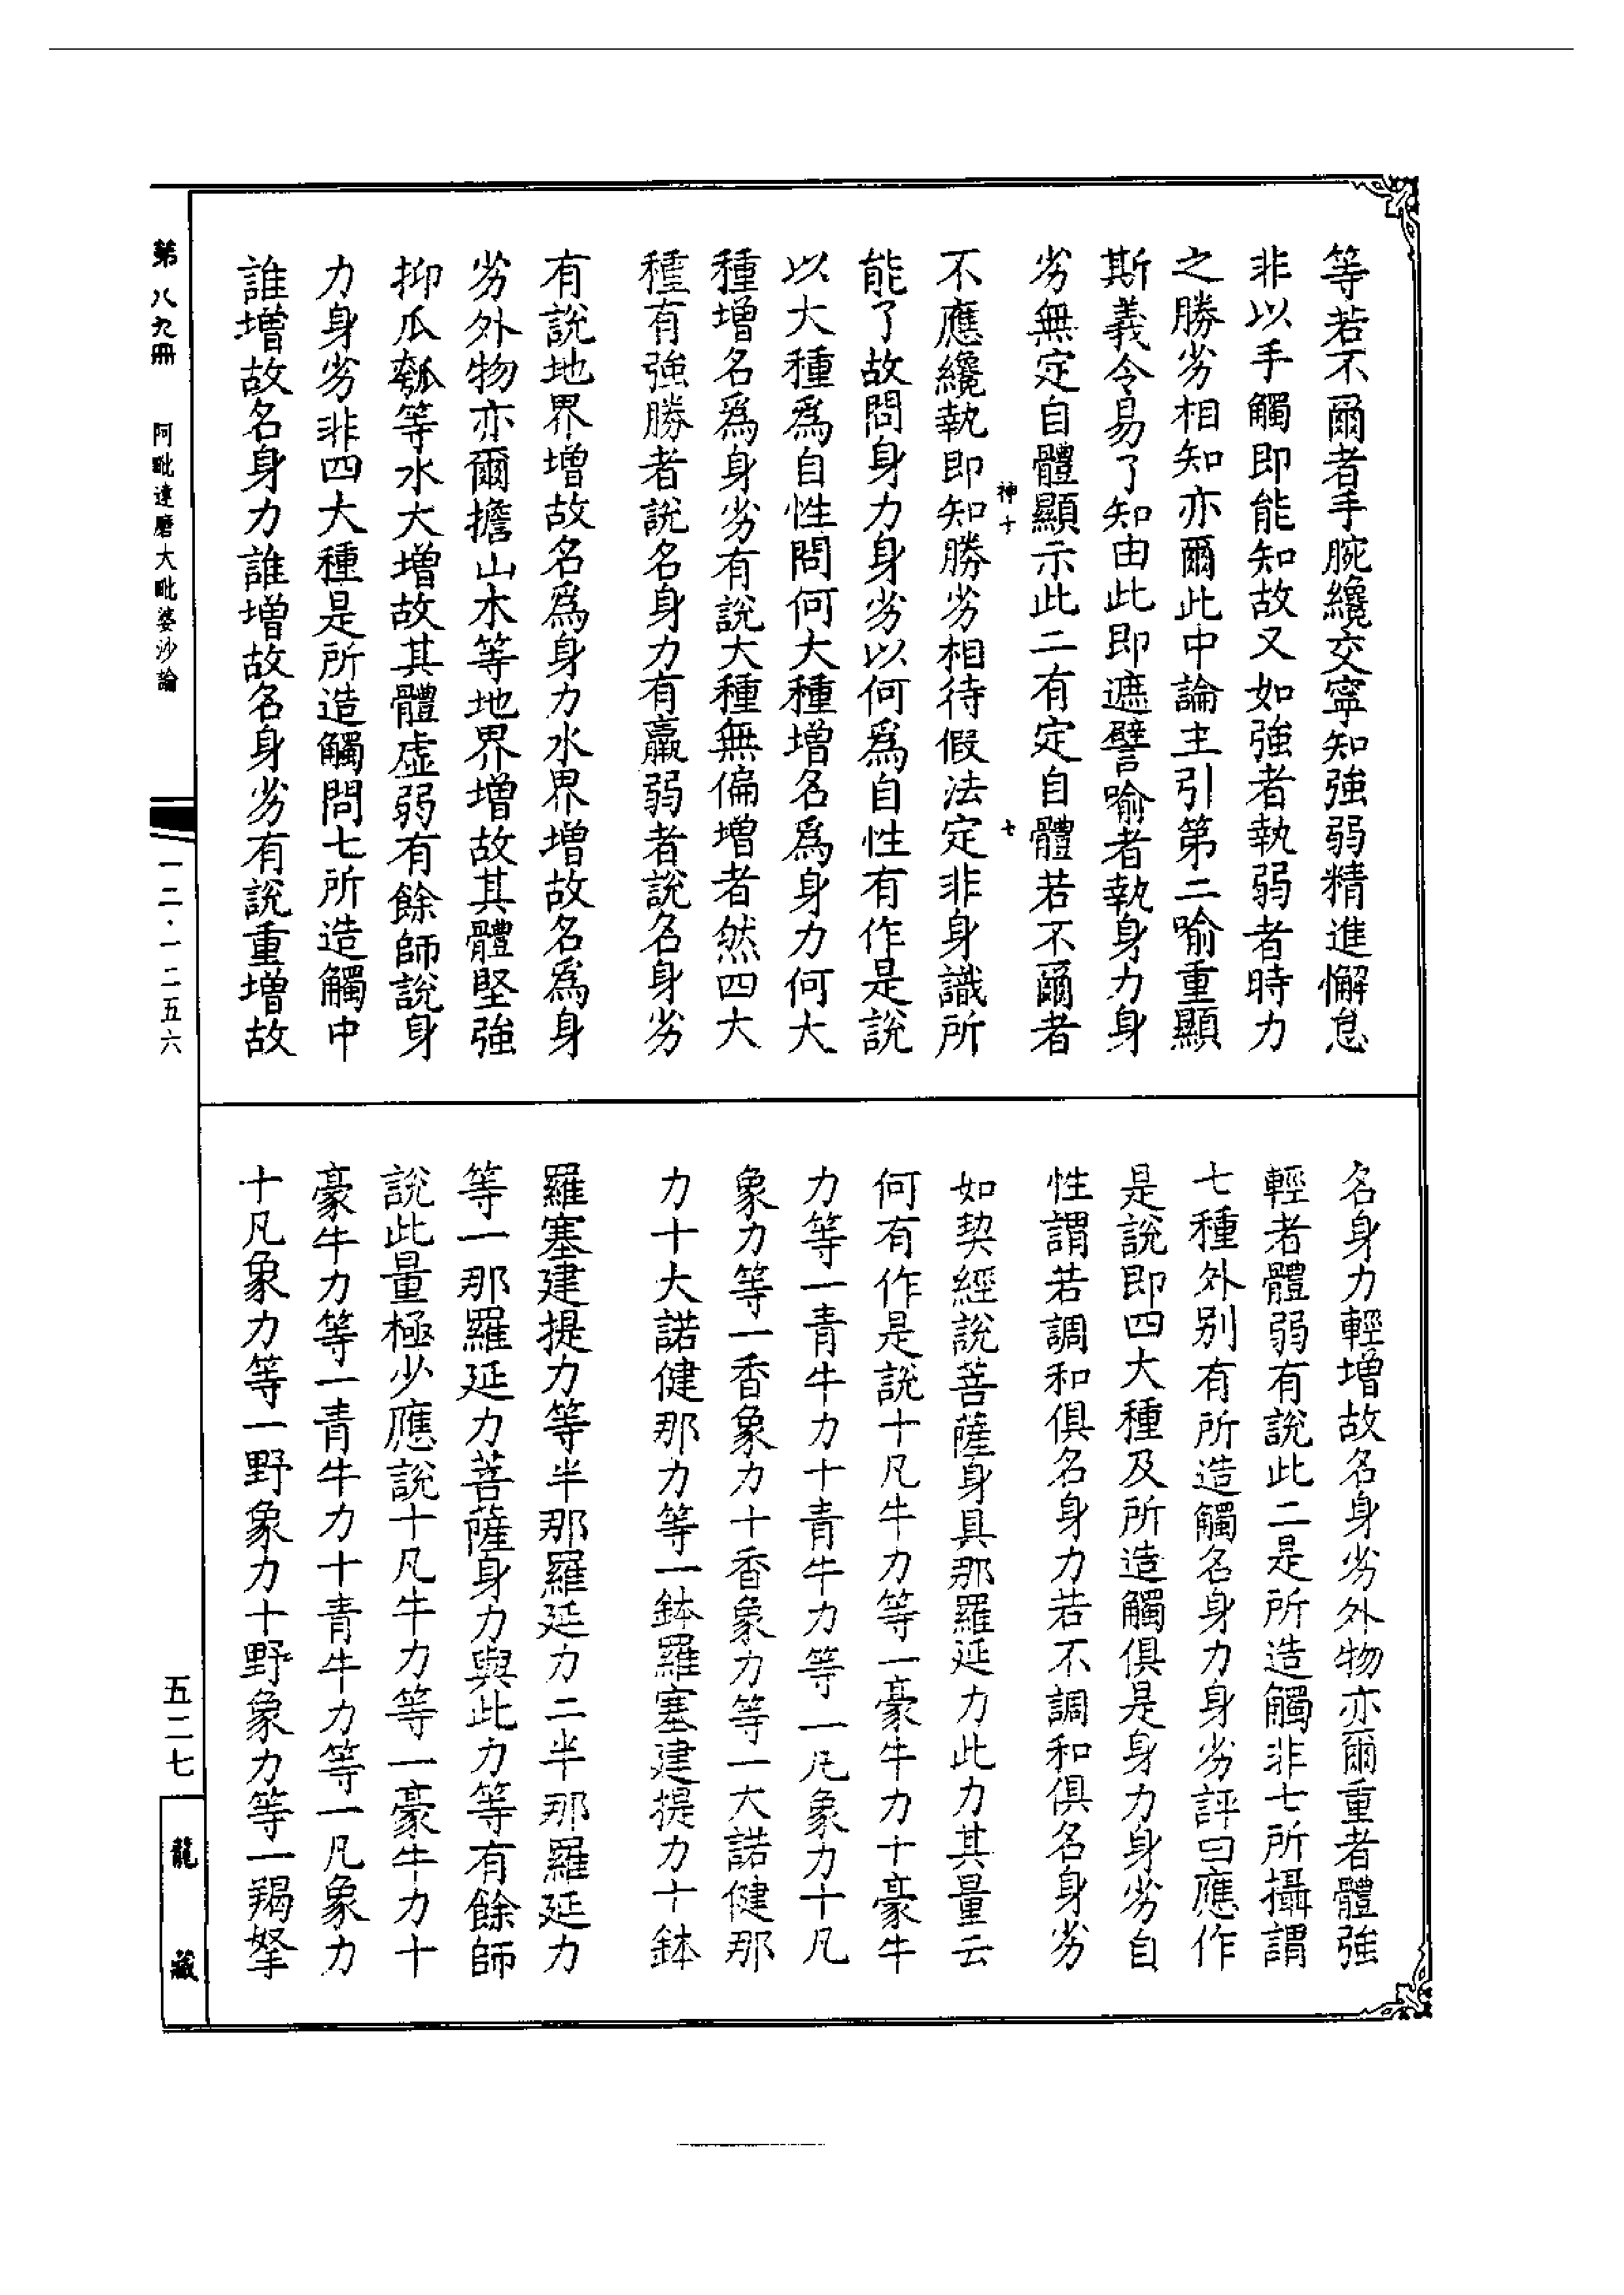 等若不爾者手腕纔交寧知強弱精進懈怠
非以手觸即能知故又如強者執弱者時力
之勝劣相知亦爾此中論主引第二喻重顯
斯義令易了知由此即遮譬喻者執身力身
劣無定自體顯示此二有定自體若不爾者
神十
七
不應纔執即知勝劣相待假法定非身識所
能了故問身力身劣以何為自性有作是說
以大種為自性問何大種增名為身力何大
種增名為身劣有說大種無偏增者然四大
種有強勝者說名身力有羸弱者說名身劣
有說地界增故名為身力水界增故名為身
劣外物亦爾擔山木等地界增故其體堅強
抑瓜瓠等水大增故其體虛弱有餘師說身
力身劣非四大種是所造觸問七所造觸中
誰增故名身力誰增故名身劣有說重增故
名身力輕增故名身劣外物亦爾重者體強
輕者體弱有說此二是所造觸非七所攝謂
七種外別有所造觸名身力身劣評曰應作
是說即四大種及所造觸俱是身力身劣自
性謂若調和俱名身力若不調和俱名身劣
如契經說菩薩身具那羅延力此力其量云
何有作是說十凡牛力等一豪牛力十豪牛
力等一青牛力十青牛力等一凡象力十凡
象力等一香象力十香象力等一大諾健那
力十大諾健那力等一鉢羅塞建提力十鉢
羅塞建提力等半那羅延力二半那羅延力
等一那羅延力菩薩身力與此力等有餘師
說此量極少應說十凡牛力等一豪牛力十
豪牛力等一青牛力十青牛力等一凡象力
十凡象力等一野象力十野象力等一羯拏
第八九冊　阿毗達磨大毗婆沙論
一二·一二五六
五二七
龍藏